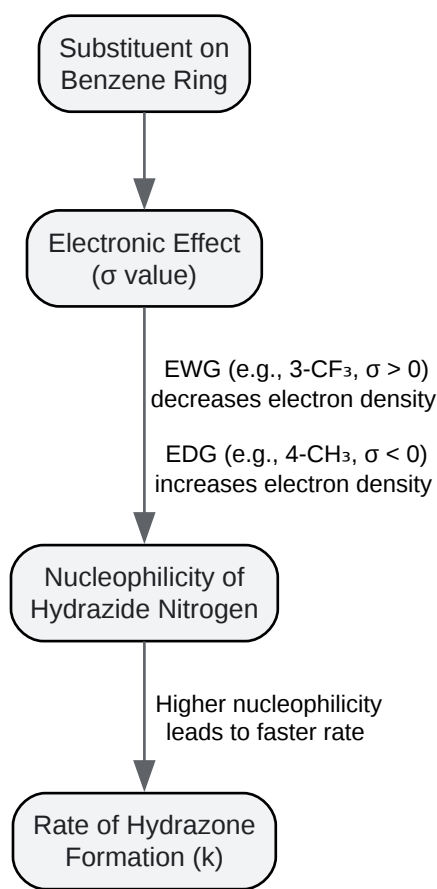 Substituent on
Benzene Ring
Electronic Effect
(σ value)
EWG (e.g., 3-CF₃, σ > 0)
decreases electron density
EDG (e.g., 4-CH₃, σ < 0)
increases electron density
Nucleophilicity of
Hydrazide Nitrogen
Higher nucleophilicity
leads to faster rate
Rate of Hydrazone
Formation (k)